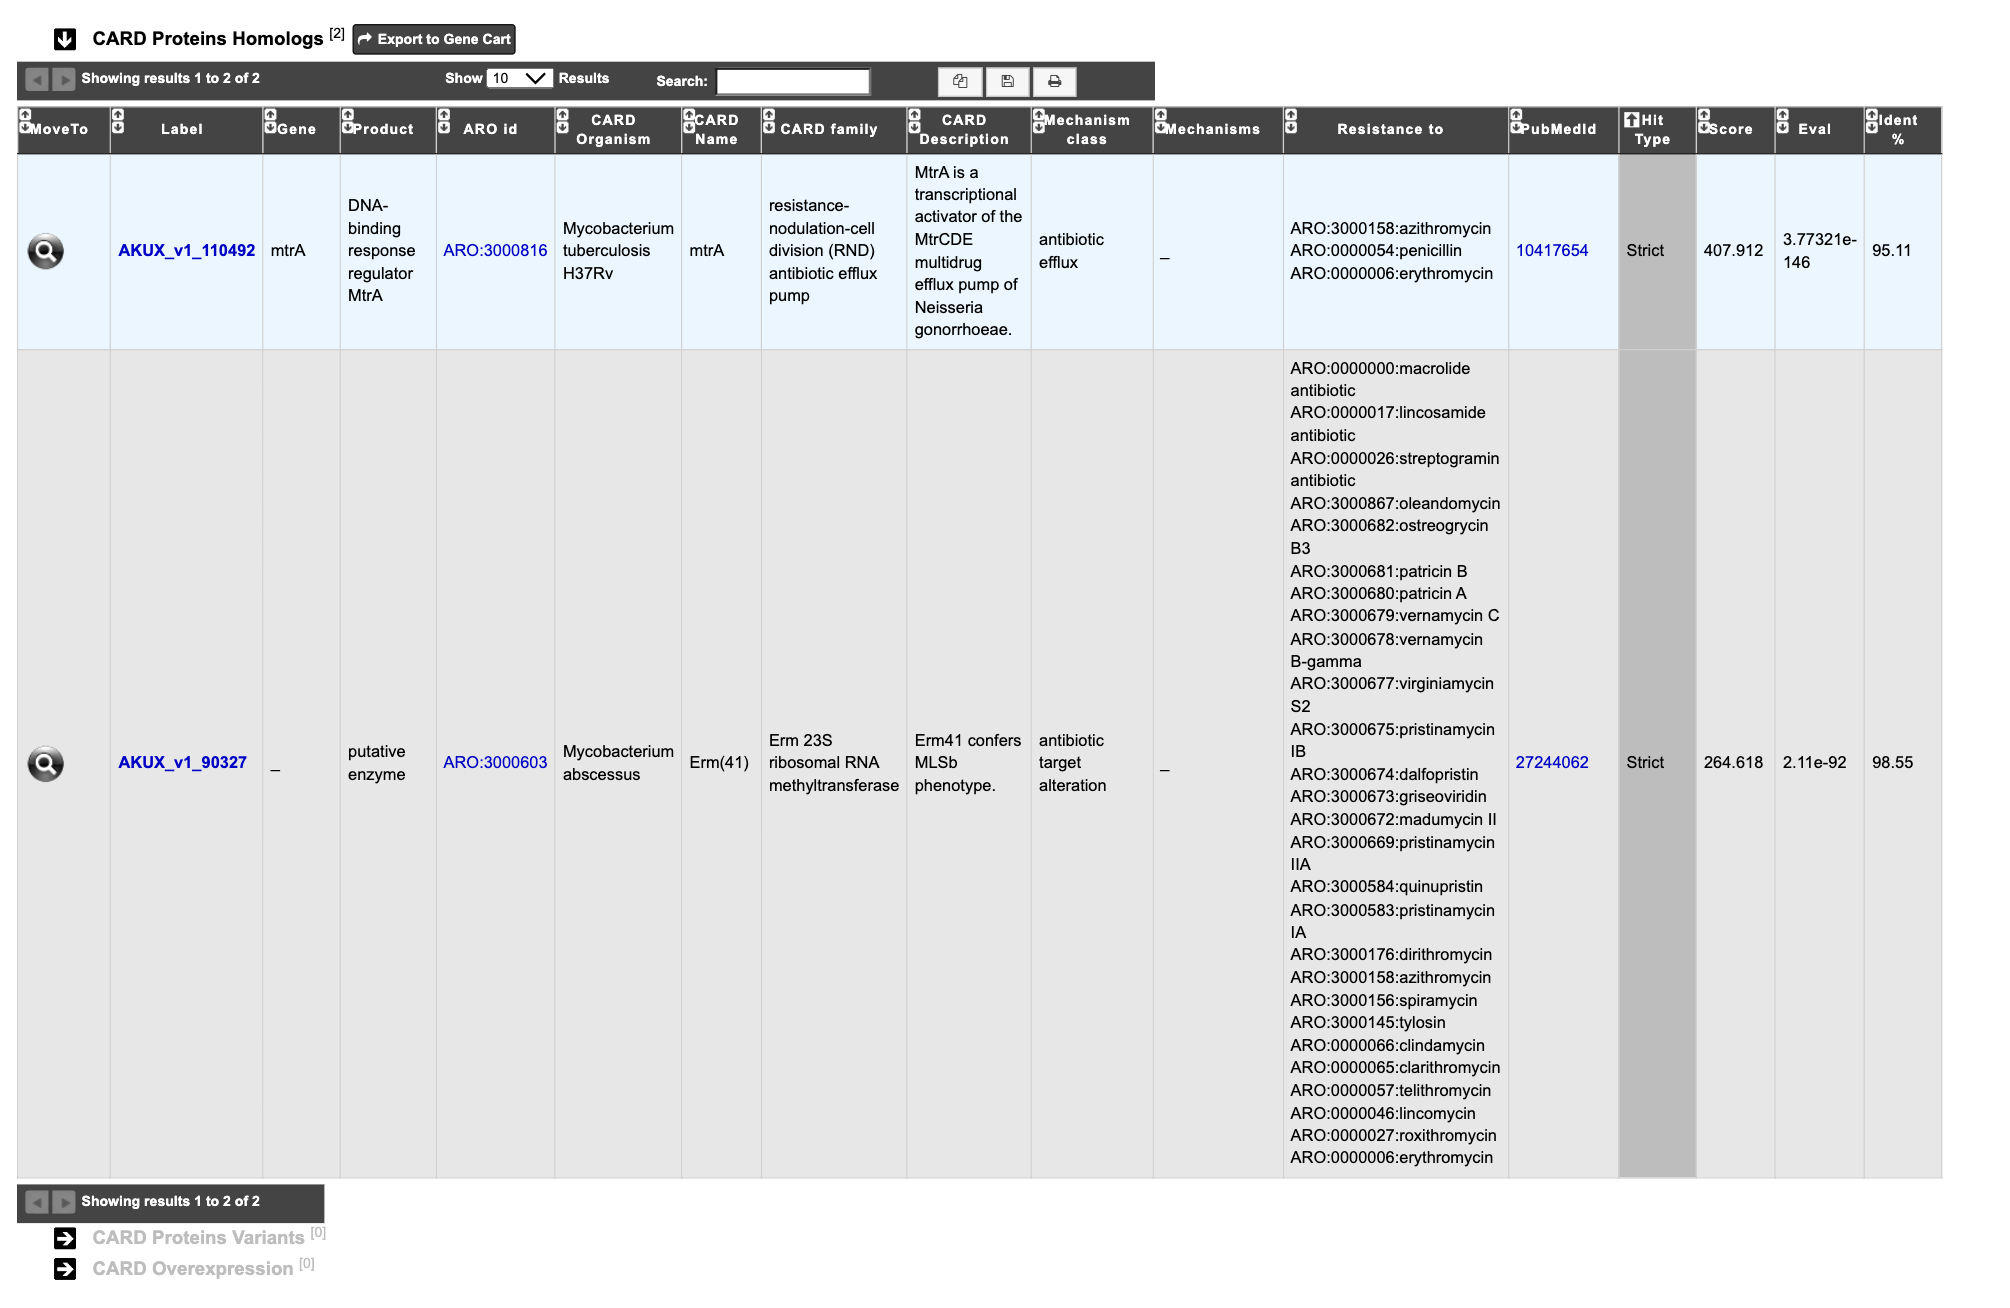 CARD Proteins Homologs [2] Export to Gene Cart
Showing results 1 to 2 of 2 Show 10 Results Search:
MoveTo Label Gene Product ARO id CARD Organism CARD Name CARD family CARD Description Mechanism class Mechanisms Resistance to PubMedId Hit Type Score Eval Ident %
AKUX_v1_110492
mtrA
DNA-
binding
response
regulator
MtrA
ARO:3000816
Mycobacterium
tuberculosis
H37Rv
mtrA
resistance-
nodulation-cell
division (RND)
antibiotic efflux
pump
MtrA is a
transcriptional
activator of the
MtrCDE
multidrug
efflux pump of
Neisseria
gonorrhoeae.
antibiotic
efflux
_
ARO:3000158:azithromycin
ARO:0000054:penicillin
ARO:0000006:erythromycin
10417654
Strict
407.912
3.77321e-
146
95.11
AKUX_v1_90327
_
putative
enzyme
ARO:3000603
Mycobacterium
abscessus
Erm(41)
Erm 23S
ribosomal RNA
methyltransferase
Erm41 confers
MLSb
phenotype.
antibiotic
target
alteration
_
ARO:0000000:macrolide
antibiotic
ARO:0000017:lincosamide
antibiotic
ARO:0000026:streptogramin
antibiotic
ARO:3000867:oleandomycin
ARO:3000682:ostreogrycin
B3
ARO:3000681:patricin B
ARO:3000680:patricin A
ARO:3000679:vernamycin C
ARO:3000678:vernamycin
B-gamma
ARO:3000677:virginiamycin
S2
ARO:3000675:pristinamycin
IB
ARO:3000674:dalfopristin
ARO:3000673:griseoviridin
ARO:3000672:madumycin II
ARO:3000669:pristinamycin
IIA
ARO:3000584:quinupristin
ARO:3000583:pristinamycin
IA
ARO:3000176:dirithromycin
ARO:3000158:azithromycin
ARO:3000156:spiramycin
ARO:3000145:tylosin
ARO:0000066:clindamycin
ARO:0000065:clarithromycin
ARO:0000057:telithromycin
ARO:0000046:lincomycin
ARO:0000027:roxithromycin
ARO:0000006:erythromycin
27244062
Strict
264.618
2.11e-92
98.55
Showing results 1 to 2 of 2
CARD Proteins Variants [0]
CARD Overexpression [0]